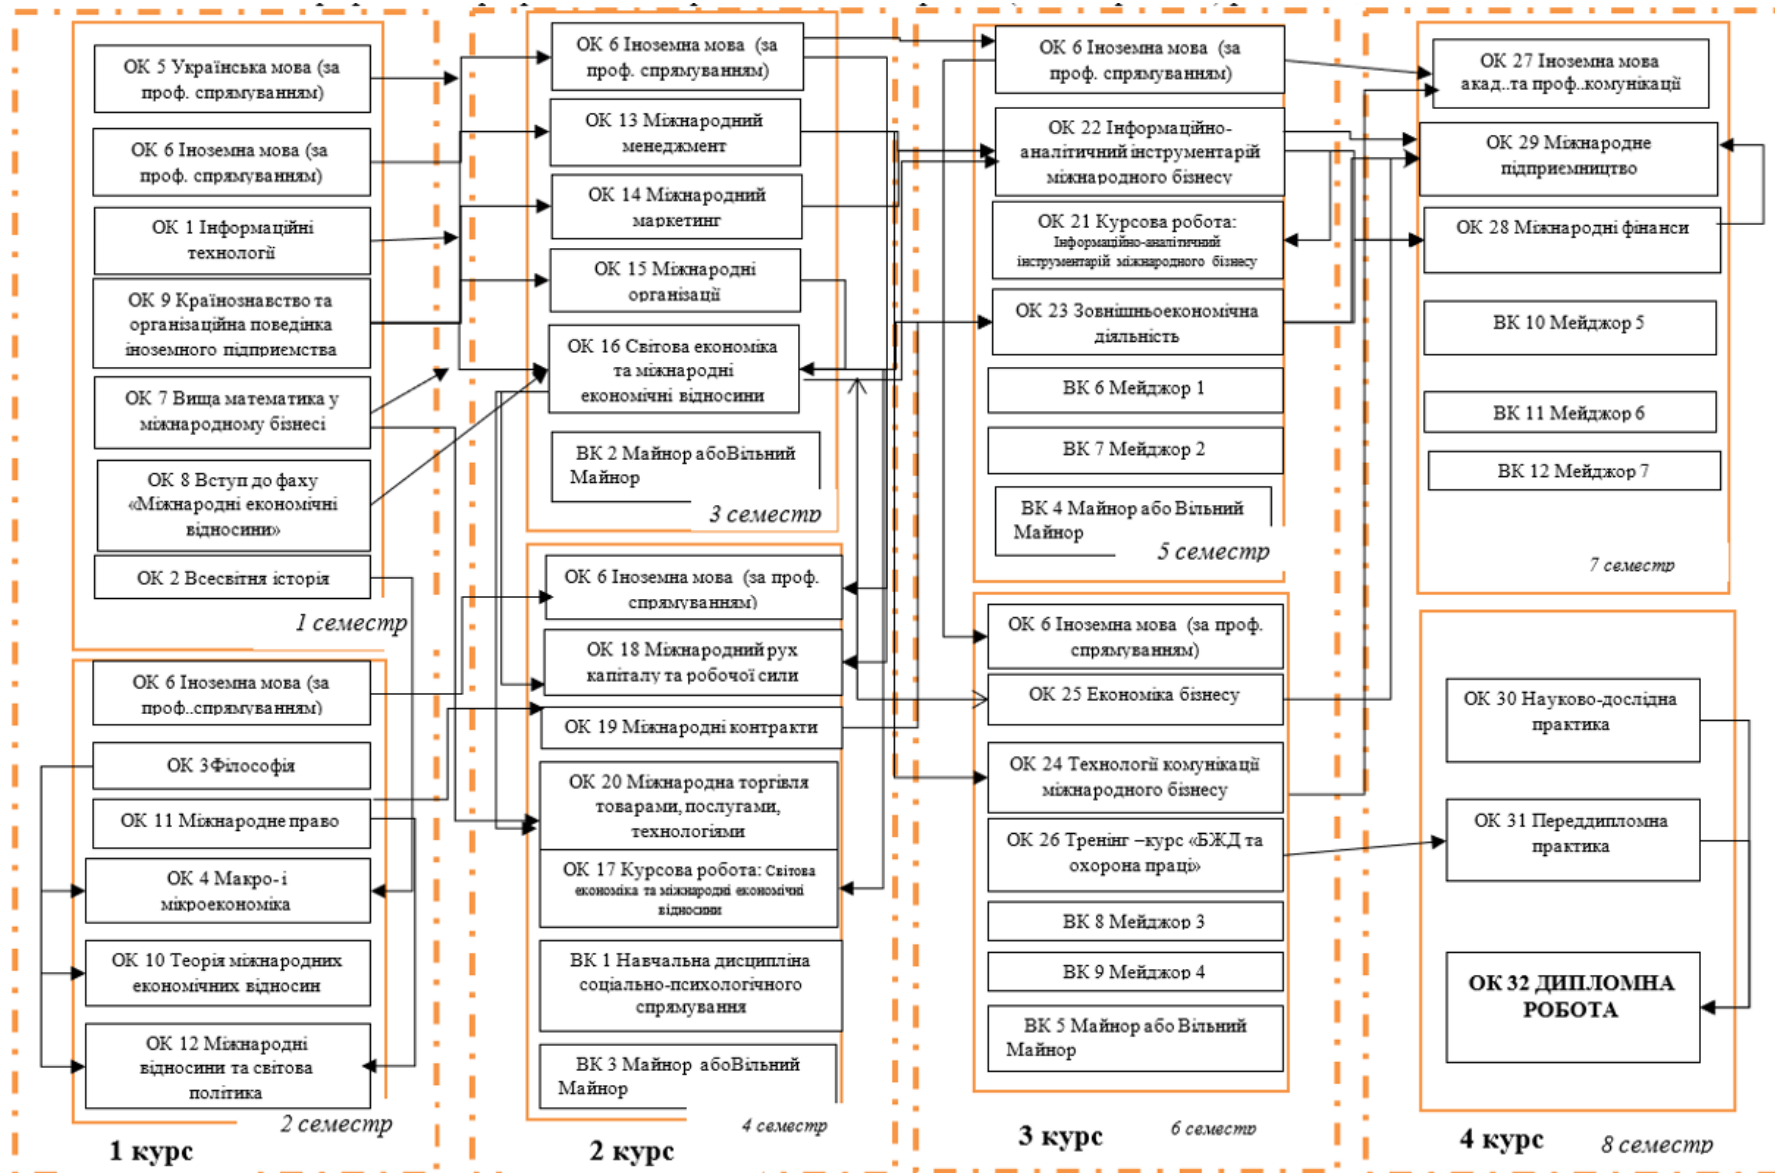 ОК 5 Українська мова (за
проф. спрямуванням)
ОК 6 Іноземна мова (за
проф. спрямуванням)
ОК 1 Інформаційні
технології
ОК 9 Країнознавство та
організаційна поведінка
іноземного підприємства
ОК 7 Вища математика у
міжнародному бізнесі
ОК 8 Вступ до фаху
«Міжнародні економічні
відносини»
ОК 2 Всесвітня історія
1 семестр
ОК 6 Іноземна мова (за
проф..спрямуванням)
ОК 3Філософія
ОК 11 Міжнародне право
ОК 4 Макро- і
мікроекономіка
ОК 10 Теорія міжнародних
економічних відносин
ОК 12 Міжнародні
відносини та світова
політика
2 семестр
1 курс
ОК 6 Іноземна мова (за
проф. спрямуванням)
ОК 13 Міжнародний
менеджмент
ОК 14 Міжнародний
маркетинг
ОК 15 Міжнародні
організації
ОК 16 Світова економіка
та міжнародні
економічні відносини
ВК 2 Майнор абоВільний
Майнор
3 семестр
ОК 6 Іноземна мова (за проф.
спрямуванням)
ОК 18 Міжнародний рух
капіталу та робочої сили
ОК 19 Міжнародні контракти
ОК 20 Міжнародна торгівля
товарами, послугами,
технологіями
ОК 17 Курсова робота: Світова
економіка та міжнародні економічні
відносини
ВК 1 Навчальна дисципліна
соціально-психологічного
спрямування
ВК 3 Майнор абоВільний
Майнор
4 семестр
2 курс
ОК 6 Іноземна мова (за
проф. спрямуванням)
ОК 22 Інформаційно-
аналітичний інструментарій
міжнародного бізнесу
ОК 21 Курсова робота:
Інформаційно-аналітичний
інструментарій міжнародного бізнесу
ОК 23 Зовнішньоекономічна
діяльність
ВК 6 Мейджор 1
ВК 7 Мейджор 2
ВК 4 Майнор або Вільний
Майнор
5 семестр
ОК 6 Іноземна мова (за проф.
спрямуванням)
ОК 25 Економіка бізнесу
ОК 24 Технології комунікації
міжнародного бізнесу
ОК 26 Тренінг –курс «БЖД та
охорона праці»
ВК 8 Мейджор 3
ВК 9 Мейджор 4
ВК 5 Майнор або Вільний
Майнор
6 семестр
3 курс
ОК 27 Іноземна мова
акад..та проф..комунікації
ОК 29 Міжнародне
підприємництво
ОК 28 Міжнародні фінанси
ВК 10 Мейджор 5
ВК 11 Мейджор 6
ВК 12 Мейджор 7
7 семестр
ОК 30 Науково-дослідна
практика
ОК 31 Переддипломна
практика
ОК 32 ДИПЛОМНА
РОБОТА
4 курс
8 семестр